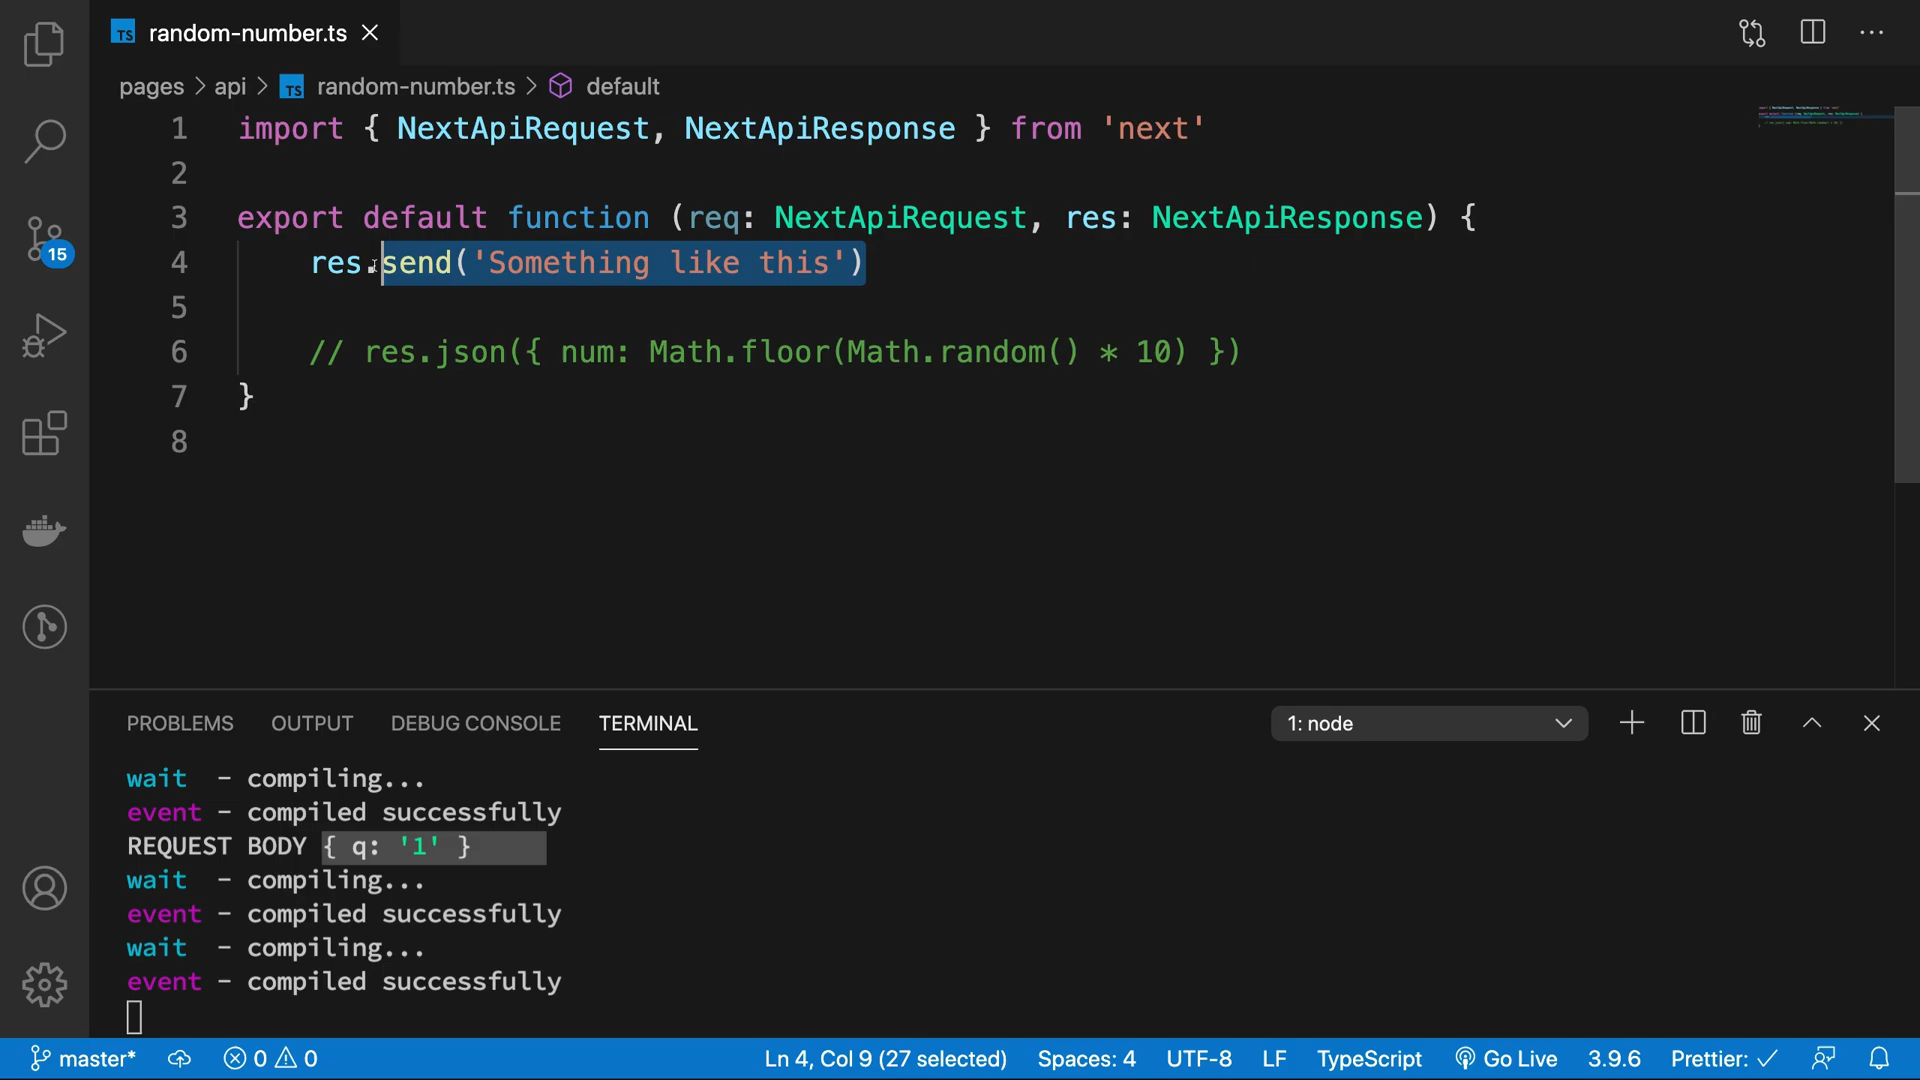 TS random-number.ts
pages > api > TS random-number.ts > default
1 import { NextApiRequest, NextApiResponse } from 'next'
2
3 export default function (req: NextApiRequest, res: NextApiResponse) {
4 res.send('Something like this')
5
6 // res.json({ num: Math.floor(Math.random() * 10) })
7 }
8
15
PROBLEMS OUTPUT DEBUG CONSOLE TERMINAL 1: node
wait - compiling...
event - compiled successfully
REQUEST BODY { q: '1' }
wait - compiling...
event - compiled successfully
wait - compiling...
event - compiled successfully
master* 0 0 Ln 4, Col 9 (27 selected) Spaces: 4 UTF-8 LF TypeScript Go Live 3.9.6 Prettier: ✓